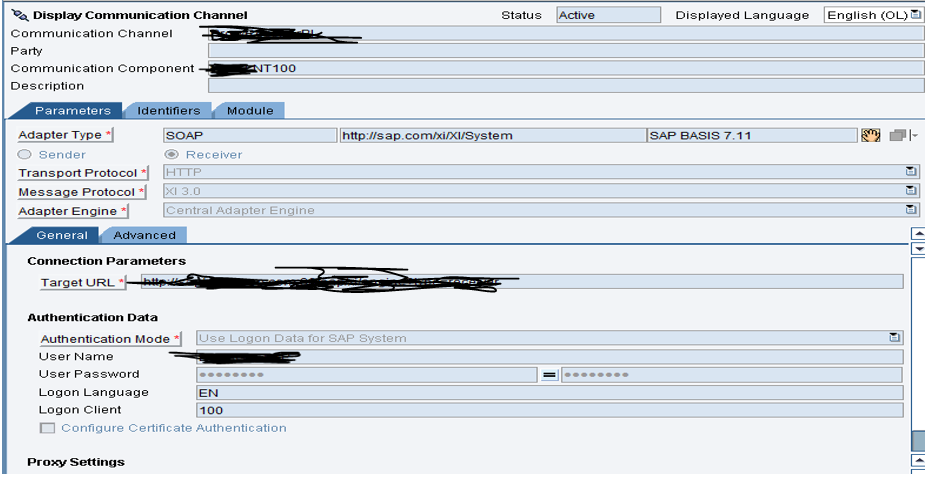 Display Communication Channel Status Active Displayed Language English (OL)
Communication Channel
Party
Communication Component NT100
Description
Parameters Identifiers Module
Adapter Type * SOAP http://sap.com/xi/XI/System SAP BASIS 7.11
Sender Receiver
Transport Protocol * HTTP
Message Protocol * XI 3.0
Adapter Engine * Central Adapter Engine
General Advanced
Connection Parameters
Target URL * http://
Authentication Data
Authentication Mode * Use Logon Data for SAP System
User Name
User Password ●●●●●●●● = ●●●●●●●●
Logon Language EN
Logon Client 100
Configure Certificate Authentication
Proxy Settings